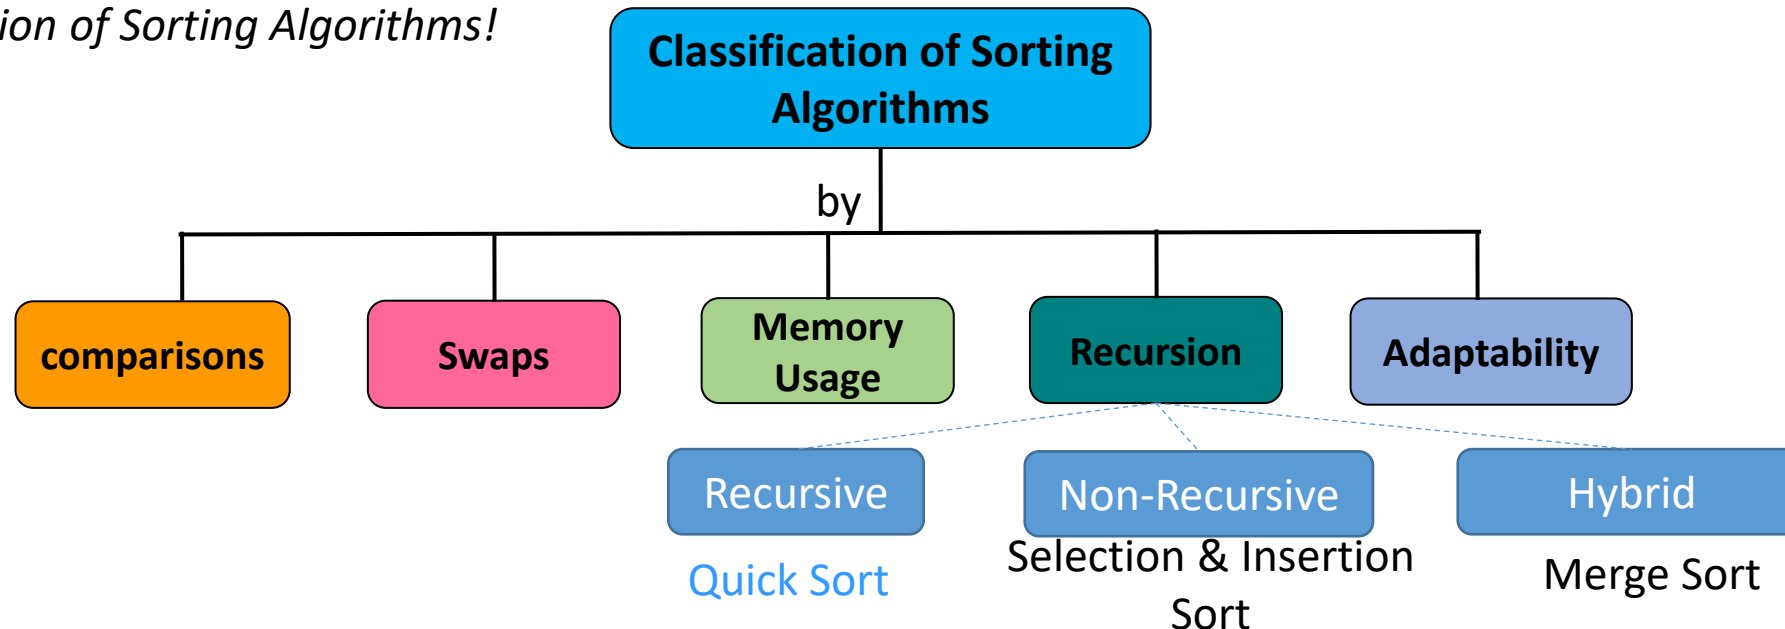 of Sorting Algorithms!
Classification of Sorting
Algorithms
by
comparisons
Swaps
Memory
Usage
Recursion
Adaptability
Recursive
Non-Recursive
Hybrid
Quick Sort
Selection & Insertion
Sort
Merge Sort